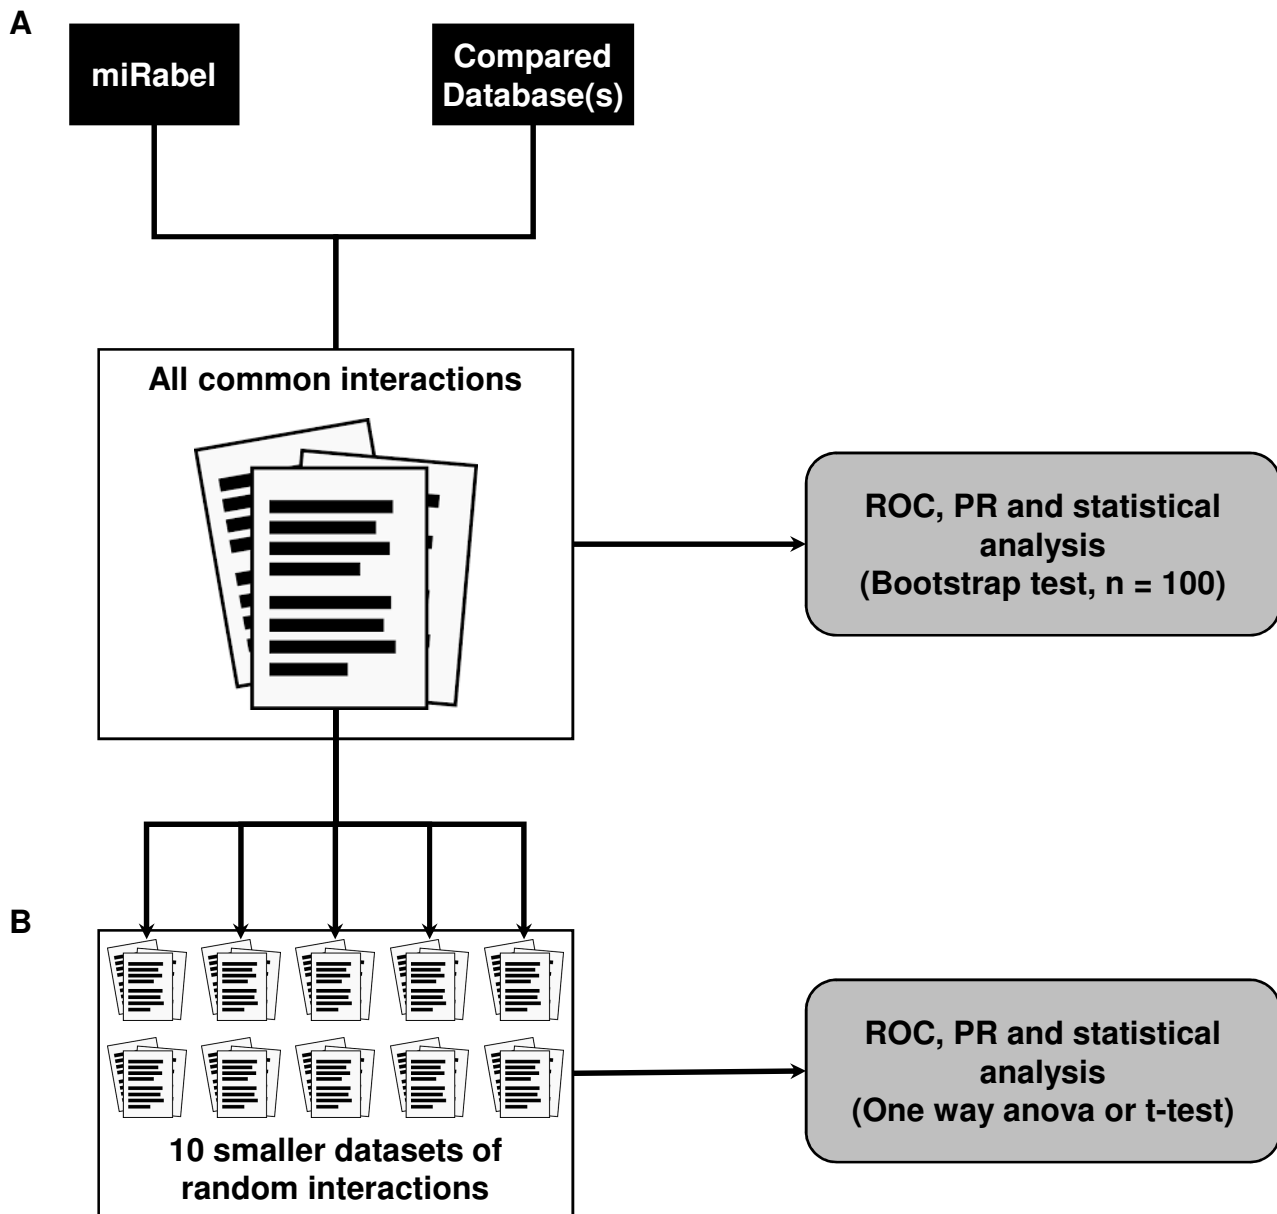 A
miRabel
Compared
Database(s)
All common interactions
ROC, PR and statistical
analysis
(Bootstrap test, n = 100)
B
ROC, PR and statistical
analysis
(One way anova or t-test)
10 smaller datasets of
random interactions